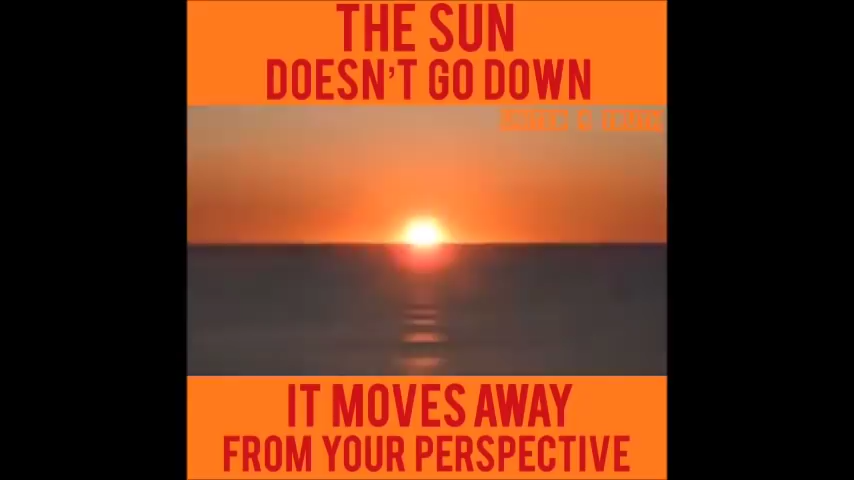 THE SUN
DOESN'T GO DOWN
IT MOVES AWAY
FROM YOUR PERSPECTIVE